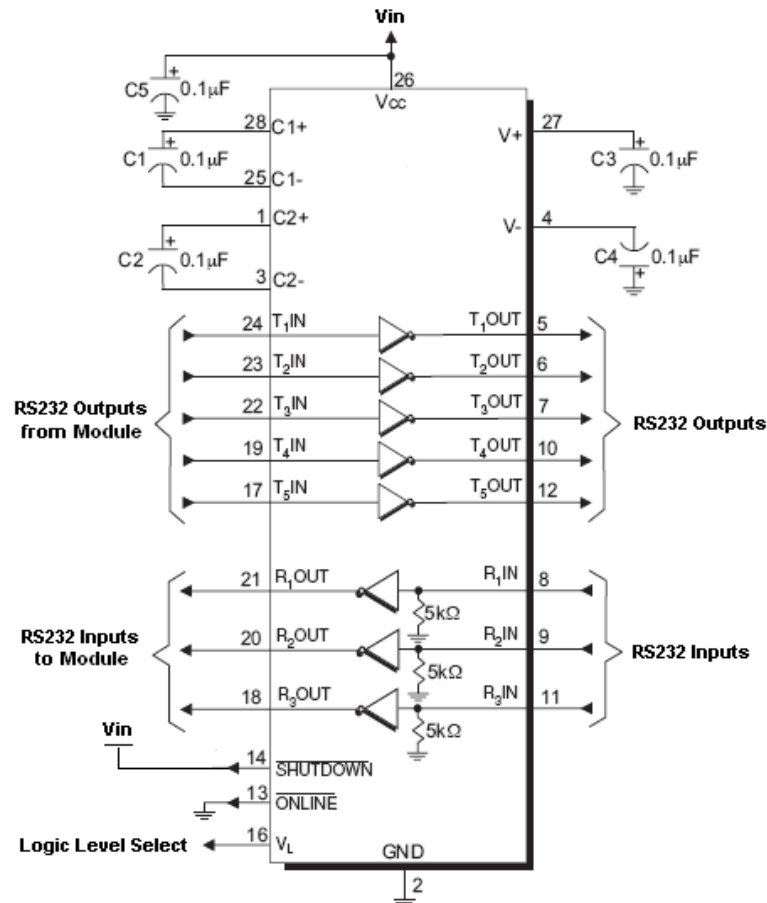 Vin
26
Vcc
C5 + 0.1µF
28 C1+
C1 + 0.1µF
25 C1-
1 C2+
C2 + 0.1µF
3 C2-
V+ 27
C3 + 0.1µF
V- 4
C4 + 0.1µF
24 T₁IN T₁OUT 5
23 T₂IN T₂OUT 6
22 T₃IN T₃OUT 7
19 T₄IN T₄OUT 10
17 T₅IN T₅OUT 12
RS232 Outputs
from Module
RS232 Outputs
21 R₁OUT R₁IN 8
5kΩ
20 R₂OUT R₂IN 9
5kΩ
18 R₃OUT R₃IN 11
5kΩ
RS232 Inputs
to Module
RS232 Inputs
Vin
14 SHUTDOWN
13 ONLINE
Logic Level Select 16 V_L
GND
2